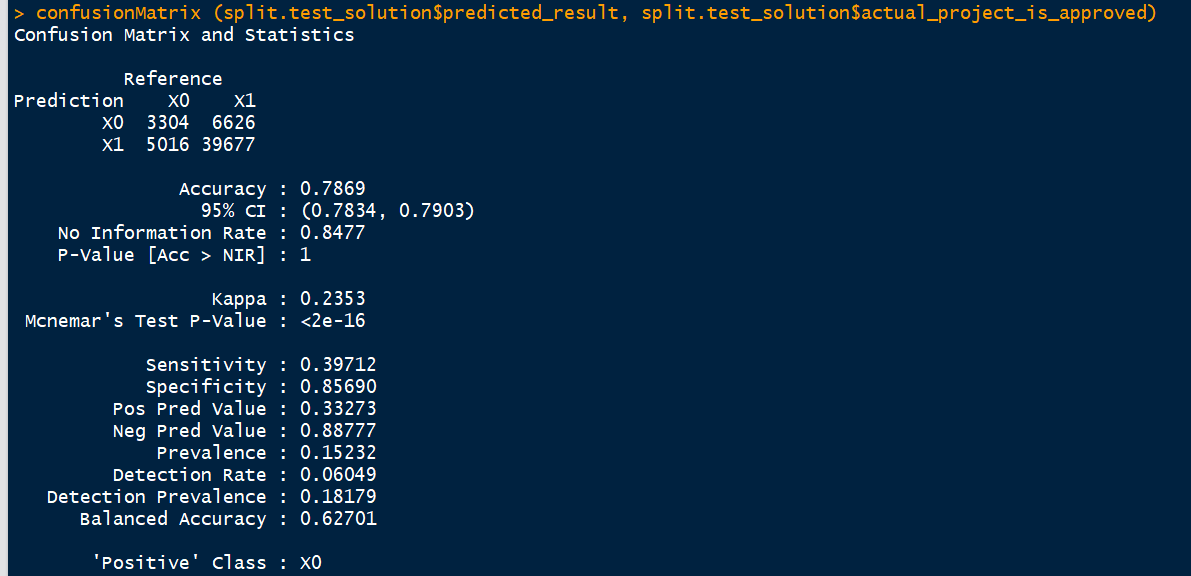 > confusionMatrix (split.test_solution$predicted_result, split.test_solution$actual_project_is_approved)
Confusion Matrix and Statistics
Reference
Prediction X0 X1
X0 3304 6626
X1 5016 39677
Accuracy : 0.7869
95% CI : (0.7834, 0.7903)
No Information Rate : 0.8477
P-Value [Acc > NIR] : 1
Kappa : 0.2353
Mcnemar's Test P-Value : <2e-16
Sensitivity : 0.39712
Specificity : 0.85690
Pos Pred Value : 0.33273
Neg Pred Value : 0.88777
Prevalence : 0.15232
Detection Rate : 0.06049
Detection Prevalence : 0.18179
Balanced Accuracy : 0.62701
'Positive' Class : X0